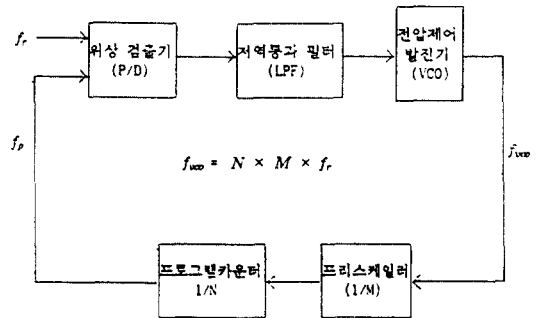 f_r
위상 검출기
(P/D)
저역통과 필터
(LPF)
전압제어
발진기
(VCO)
f_p
f_vco = N × M × f_r
f_vco
프로그램카운터
1/N
프리스케일러
(1/M)